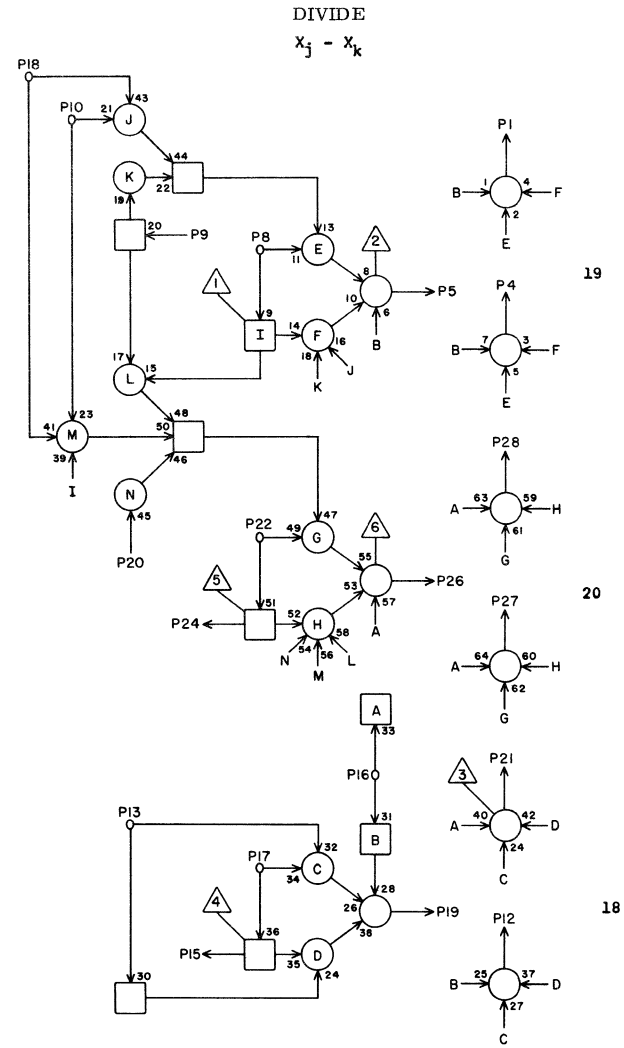 DIVIDE
Xj - Xk
P18
43
P10 21 J
44
K 22
19
20
P9
P8 13
11 E
2
8
1
9
10
P5
I 14 F 6
16
18 B
17 15
K J
L
48
41 23 50
M
39 46
I N
45
P20
47
P22 49 G
6
55
5
51
53
P26
P24 52 H 57
58
54
56 A
N M L
A
33
P16
31
B
P13
32
P17 34 C
28
26
P19
4
36
38
P15 35 D
24
30
P1
1 4
B F
2
E
19
P4
7 3
B F
5
E
P28
63 59
A H
61
G
20
P27
64 60
A H
62
G
3
P21
40 42
A D
24
C
18
P12
25 37
B D
27
C